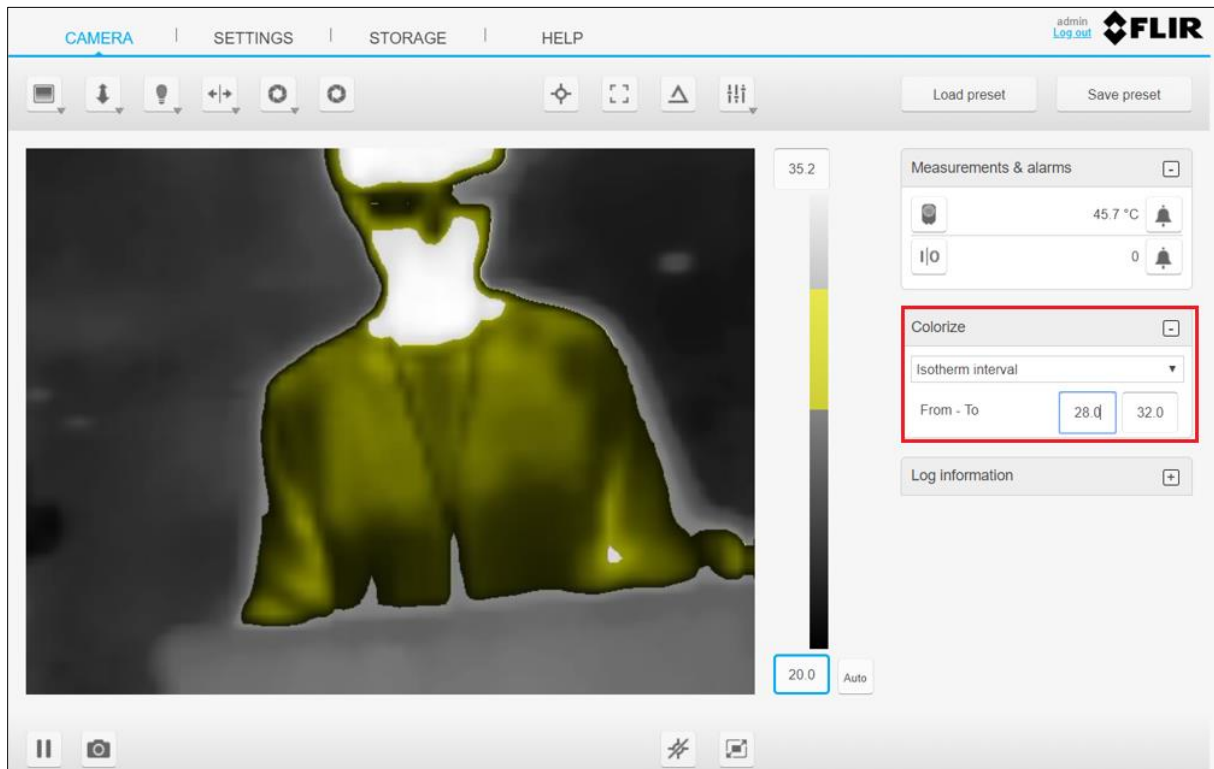 CAMERA | SETTINGS | STORAGE | HELP
admin
Log out
FLIR
Load preset
Save preset
35.2
Measurements & alarms
45.7 °C
I|O
0
Colorize
Isotherm interval
From - To
28.0
32.0
Log information
20.0
Auto